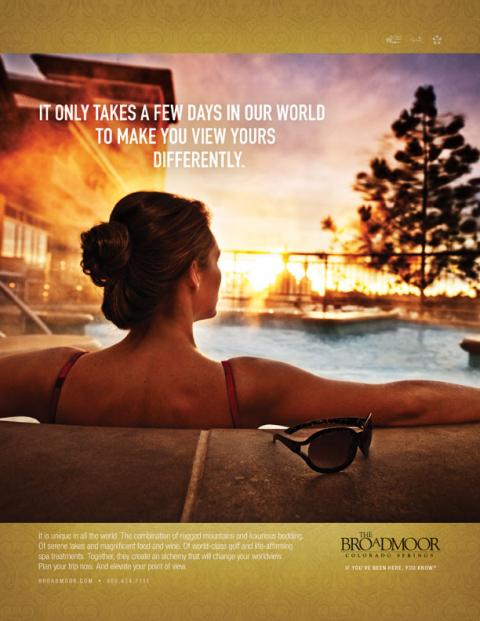 IT ONLY TAKES A FEW DAYS IN OUR WORLD
TO MAKE YOU VIEW YOURS
DIFFERENTLY.
It is unique in all the world. The combination of rugged mountains and luxurious bedding.
Of serene lakes and magnificent food and wine. Of world-class golf and life-affirming
spa treatments. Together, they create an alchemy that will change your worldview.
Plan your trip now. And elevate your point of view.
BROADMOOR.COM •
THE
BROADMOOR
COLORADO SPRINGS
IF YOU'VE BEEN HERE, YOU KNOW.®